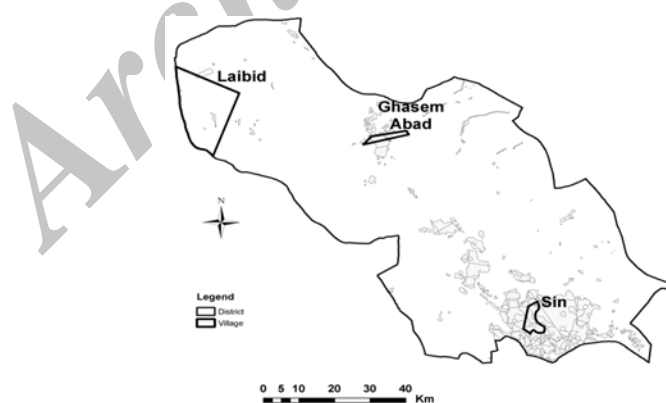 Laibid
Ghasem
Abad
N
Sin
Legend
District
Village
0 5 10 20 30 40
Km